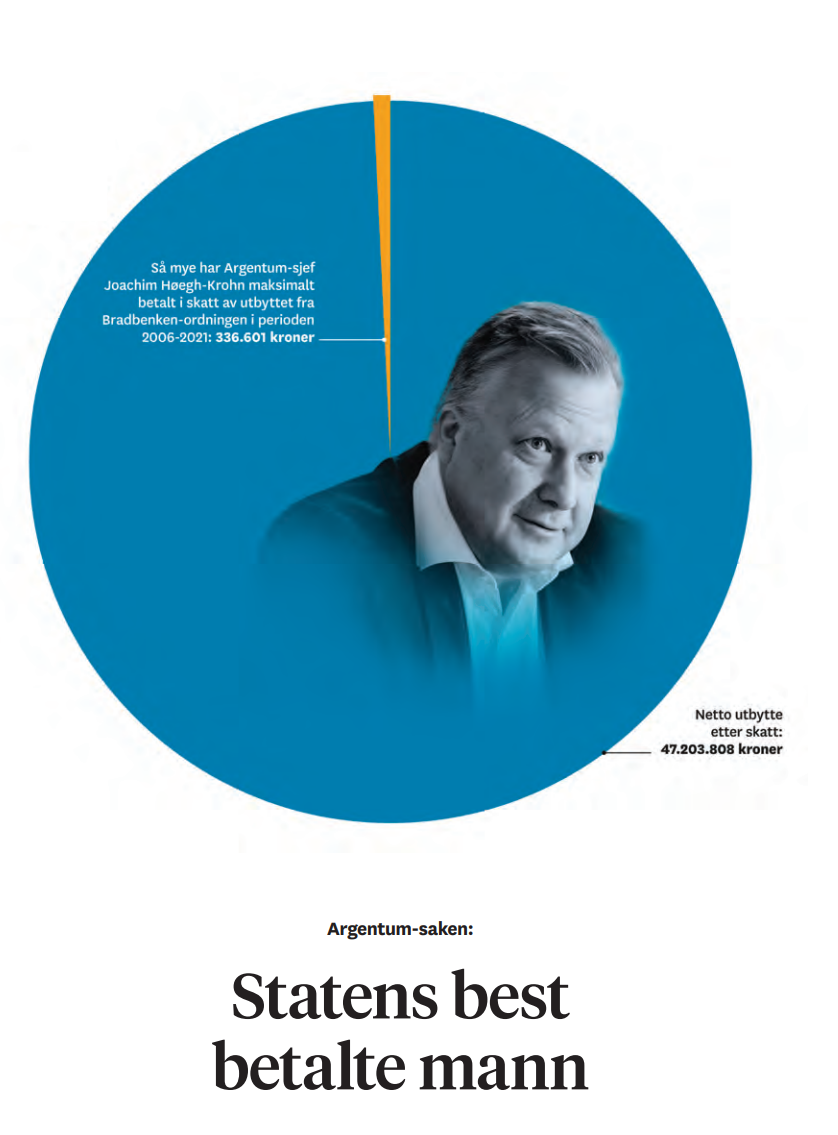 Så mye har Argentum-sjef
Joachim Høegh-Krohn maksimalt
betalt i skatt av utbyttet fra
Bradbenken-ordningen i perioden
2006-2021: 336.601 kroner
Netto utbytte
etter skatt:
47.203.808 kroner
Argentum-saken:
Statens best
betalte mann